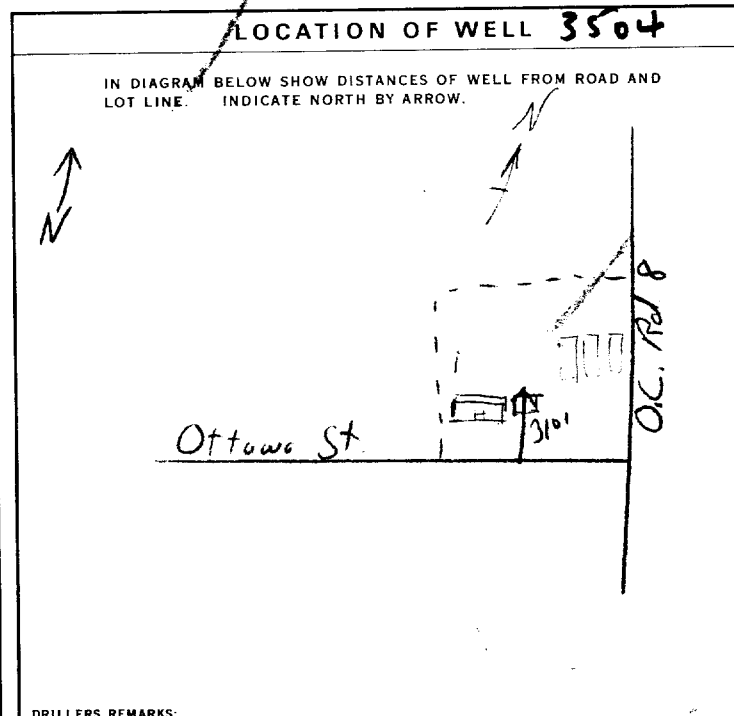 LOCATION OF WELL 3504
IN DIAGRAM BELOW SHOW DISTANCES OF WELL FROM ROAD AND
LOT LINE. INDICATE NORTH BY ARROW.
N
N
O.C. Rd 8
310'
Ottawa St.
DRILLERS REMARKS: